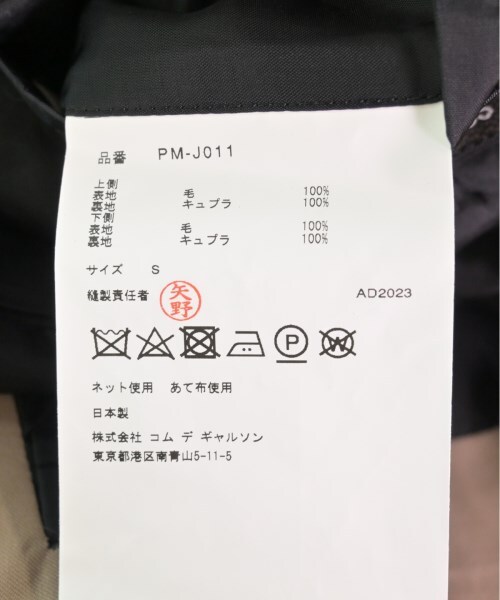 品番 PM-J011
上側
表地 毛 100%
裏地 キュプラ 100%
下側
表地 毛 100%
裏地 キュプラ 100%
サイズ S
縫製責任者 矢野 AD2023
P W
ネット使用 あて布使用
日本製
株式会社 コム デ ギャルソン
東京都港区南青山5-11-5